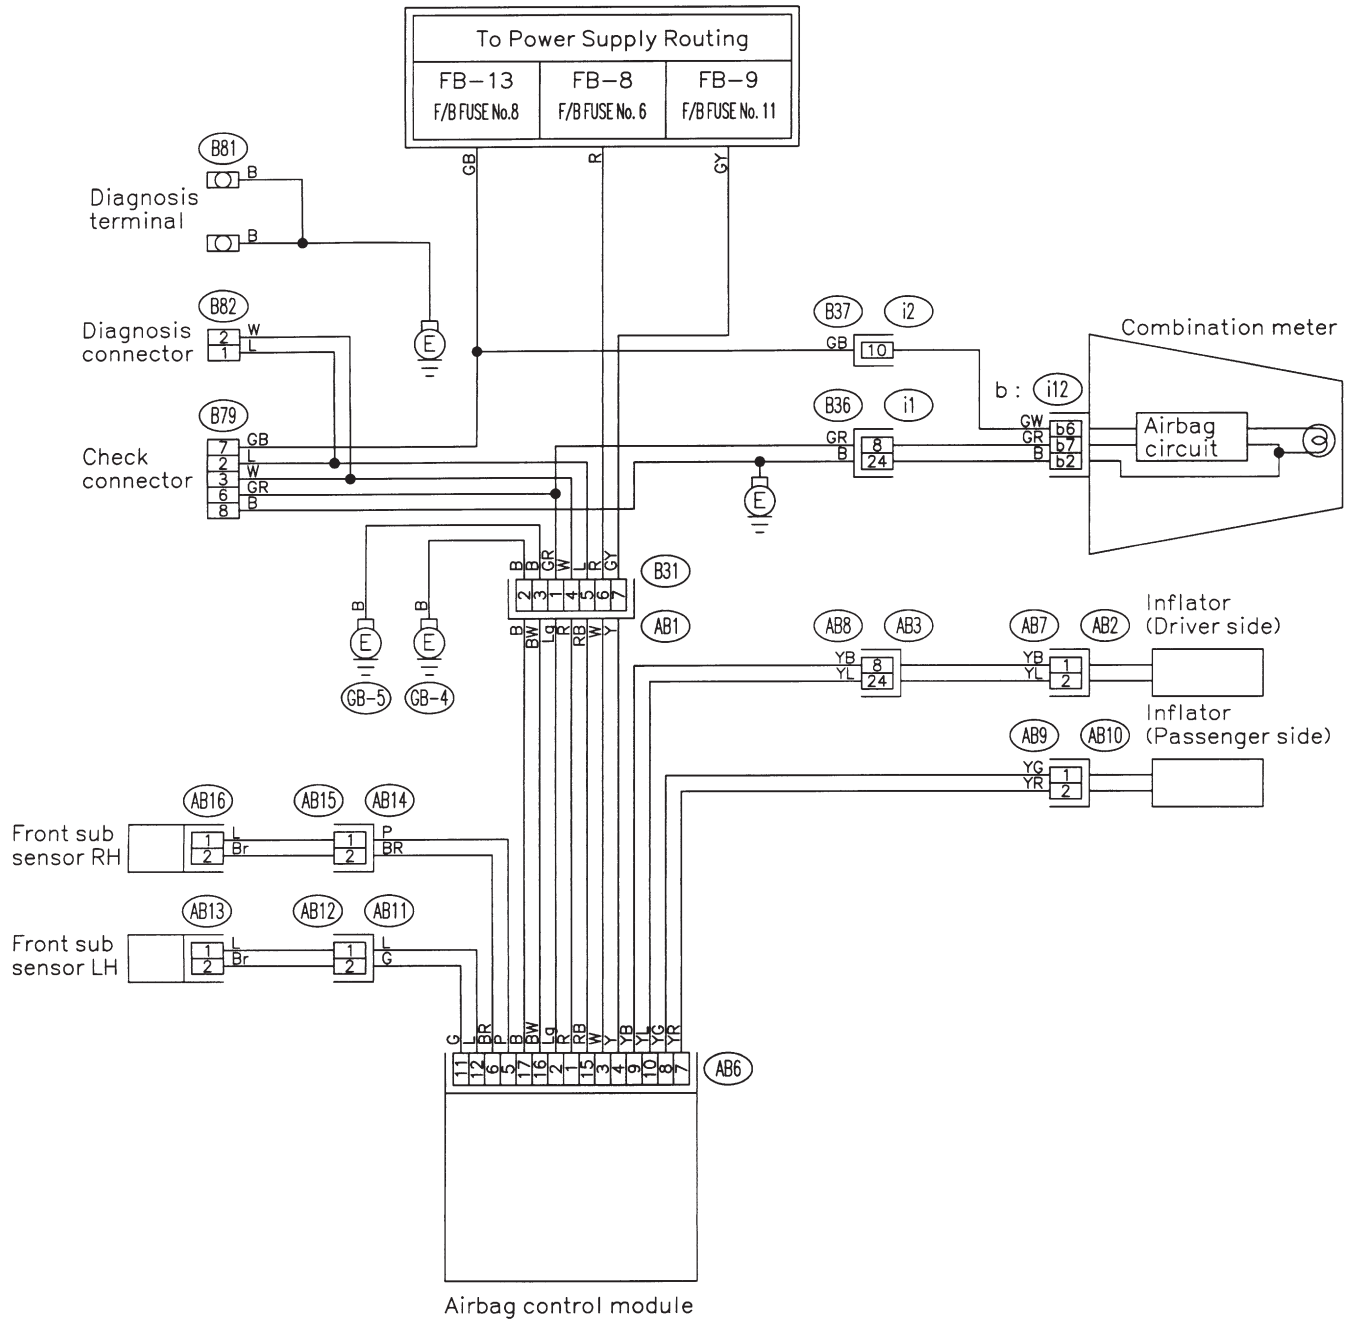 To Power Supply Routing
FB-13
FB-8
FB-9
F/B FUSE No.8
F/B FUSE No. 6
F/B FUSE No. 11
GB
R
GY
B81
B
Diagnosis
terminal
B
E
B82
Diagnosis
connector
2 W
1 L
B79
Check
connector
7 GB
2 L
3 W
6 GR
8 B
B37
i2
GB
10
B36
i1
GR
8
B
24
E
Combination meter
b :
i12
GW
b6
GR
b7
B
b2
Airbag
circuit
B
B
GR
W
L
R
GY
B31
2
3
1
4
5
6
7
AB1
B
BW
Lg
R
RB
W
Y
B
B
E
E
GB-5
GB-4
AB8
AB3
YB
8
YL
24
AB7
AB2
YB
1
YL
2
Inflator
(Driver side)
AB9
AB10
YG
1
YR
2
Inflator
(Passenger side)
AB16
AB15
AB14
Front sub
sensor RH
1 L
2 Br
1 P
2 BR
AB13
AB12
AB11
Front sub
sensor LH
1 L
2 Br
1 L
2 G
G
L
BR
P
B
BW
Lg
R
RB
W
Y
YB
YL
YG
YR
11
12
6
5
17
16
2
1
15
3
4
9
10
8
7
AB6
Airbag control module